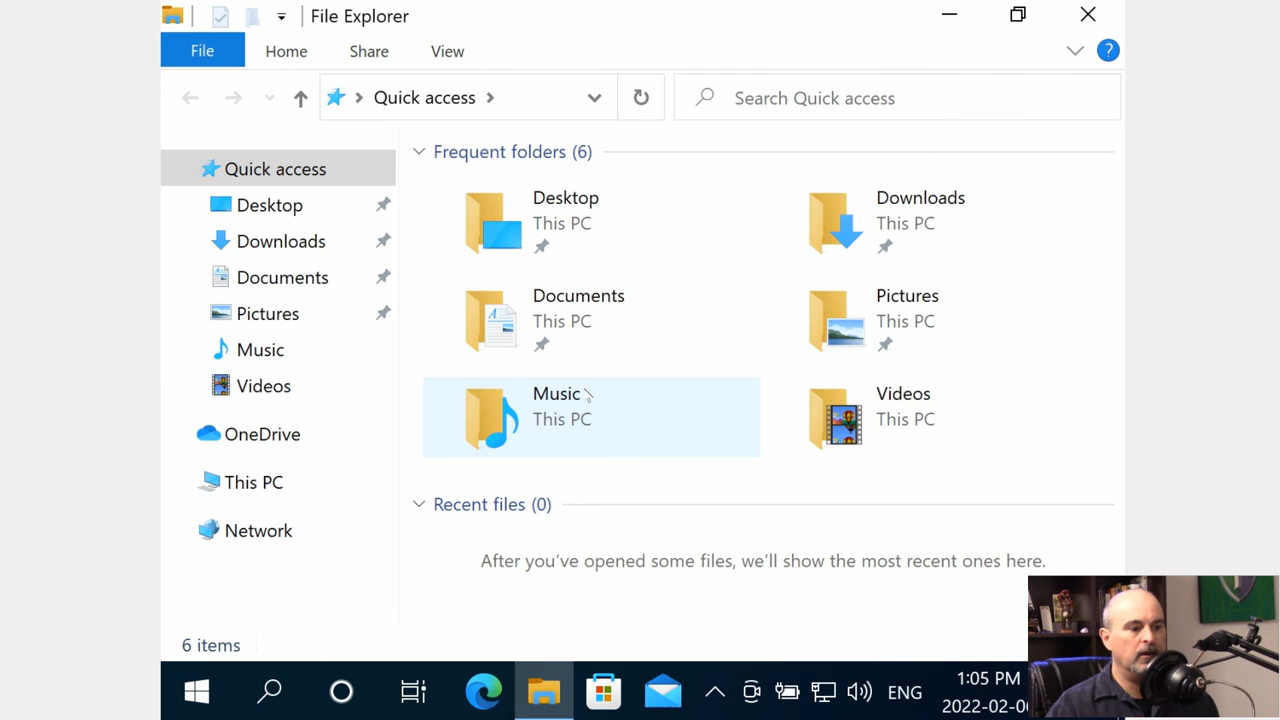 File Explorer
File Home Share View
Quick access
Search Quick access
Quick access
Desktop
Downloads
Documents
Pictures
Music
Videos
OneDrive
This PC
Network
Frequent folders (6)
Desktop
This PC
Downloads
This PC
Documents
This PC
Pictures
This PC
Music
This PC
Videos
This PC
Recent files (0)
After you've opened some files, we'll show the most recent ones here.
6 items
ENG
1:05 PM